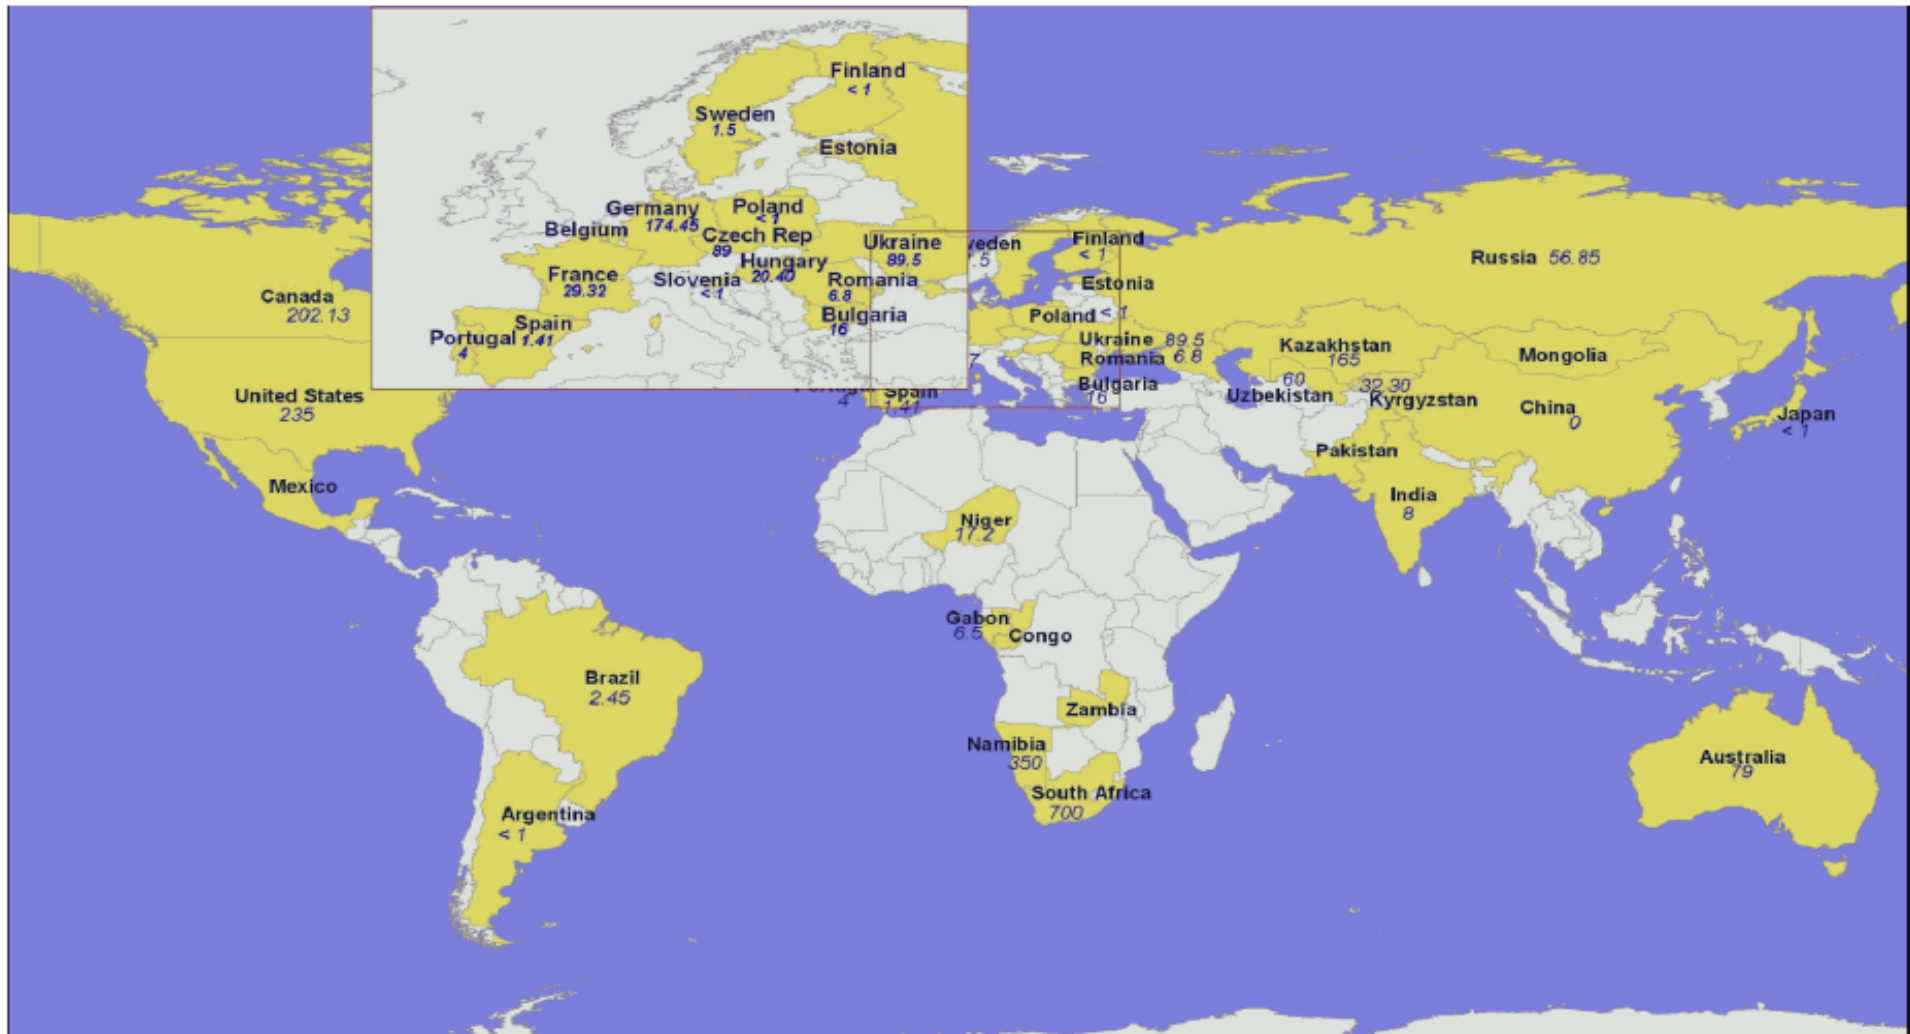 Finland
< 1
Sweden
1.5
Estonia
Germany
174.45
Poland
< 1
Belgium
Czech Rep
89
Ukraine
89.5
Hungary
20.40
France
29.32
Slovenia
< 1
Romania
6.8
Bulgaria
16
Spain
1.41
Portugal
4
veden
.5
Finland
< 1
Estonia
Poland < 1
Ukraine 89.5
Romania 6.8
7
Bulgaria
16
Spain
1.41
4
Russia 56.85
Canada
202.13
Kazakhstan
165
Mongolia
60
Uzbekistan
32.30
Kyrgyzstan
United States
235
China
0
Japan
< 1
Pakistan
Mexico
India
8
Niger
17.2
Gabon
6.5
Congo
Brazil
2.45
Zambia
Namibia
350
South Africa
700
Australia
79
Argentina
< 1